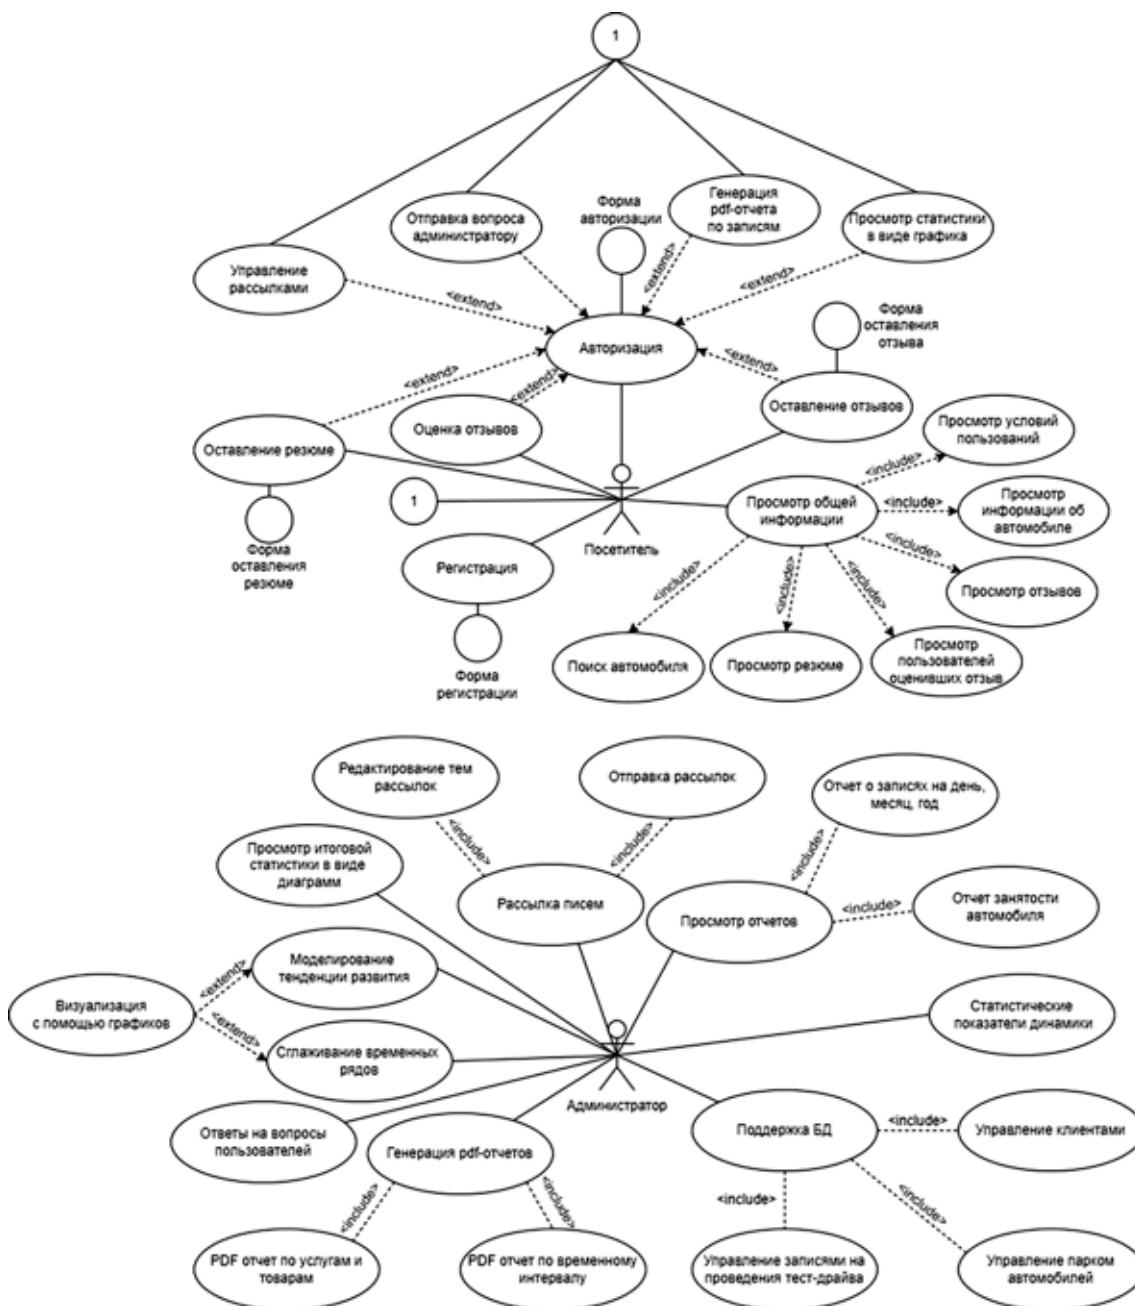 1
Отправка вопроса
администратору
Форма
авторизации
Генерация
pdf-отчета
по записям
Просмотр статистики
в виде графика
Управление
рассылками
<extend>
<extend>
<extend>
Форма
оставления
отзыва
Авторизация
<extend>
<extend>
<extend>
Оставление резюме
Оценка отзывов
Оставление отзывов
Просмотр условий
пользований
<include>
1
Просмотр общей
информации
<include>
Просмотр
информации об
автомобиле
Форма
оставления
резюме
Посетитель
<include>
Регистрация
<include>
<include>
<include>
Просмотр отзывов
Форма
регистрации
Поиск автомобиля
Просмотр резюме
Просмотр
пользователей
оценивших отзыв
Редактирование тем
рассылок
Отправка рассылок
Отчет о записях на день,
месяц, год
<include>
<include>
<include>
Просмотр итоговой
статистики в виде
диаграмм
Рассылка писем
Просмотр отчетов
<include>
Отчет занятости
автомобиля
Моделирование
тенденции развития
<extend>
Визуализация
с помощью графиков
<extend>
Сглаживание временных
рядов
Статистические
показатели динамики
Администратор
Ответы на вопросы
пользователей
Генерация pdf-отчетов
Поддержка БД
<include>
Управление клиентами
<include>
<include>
<include>
<include>
PDF отчет по услугам и
товарам
PDF отчет по временному
интервалу
Управление записями на
проведения тест-драйва
Управление парком
автомобилей